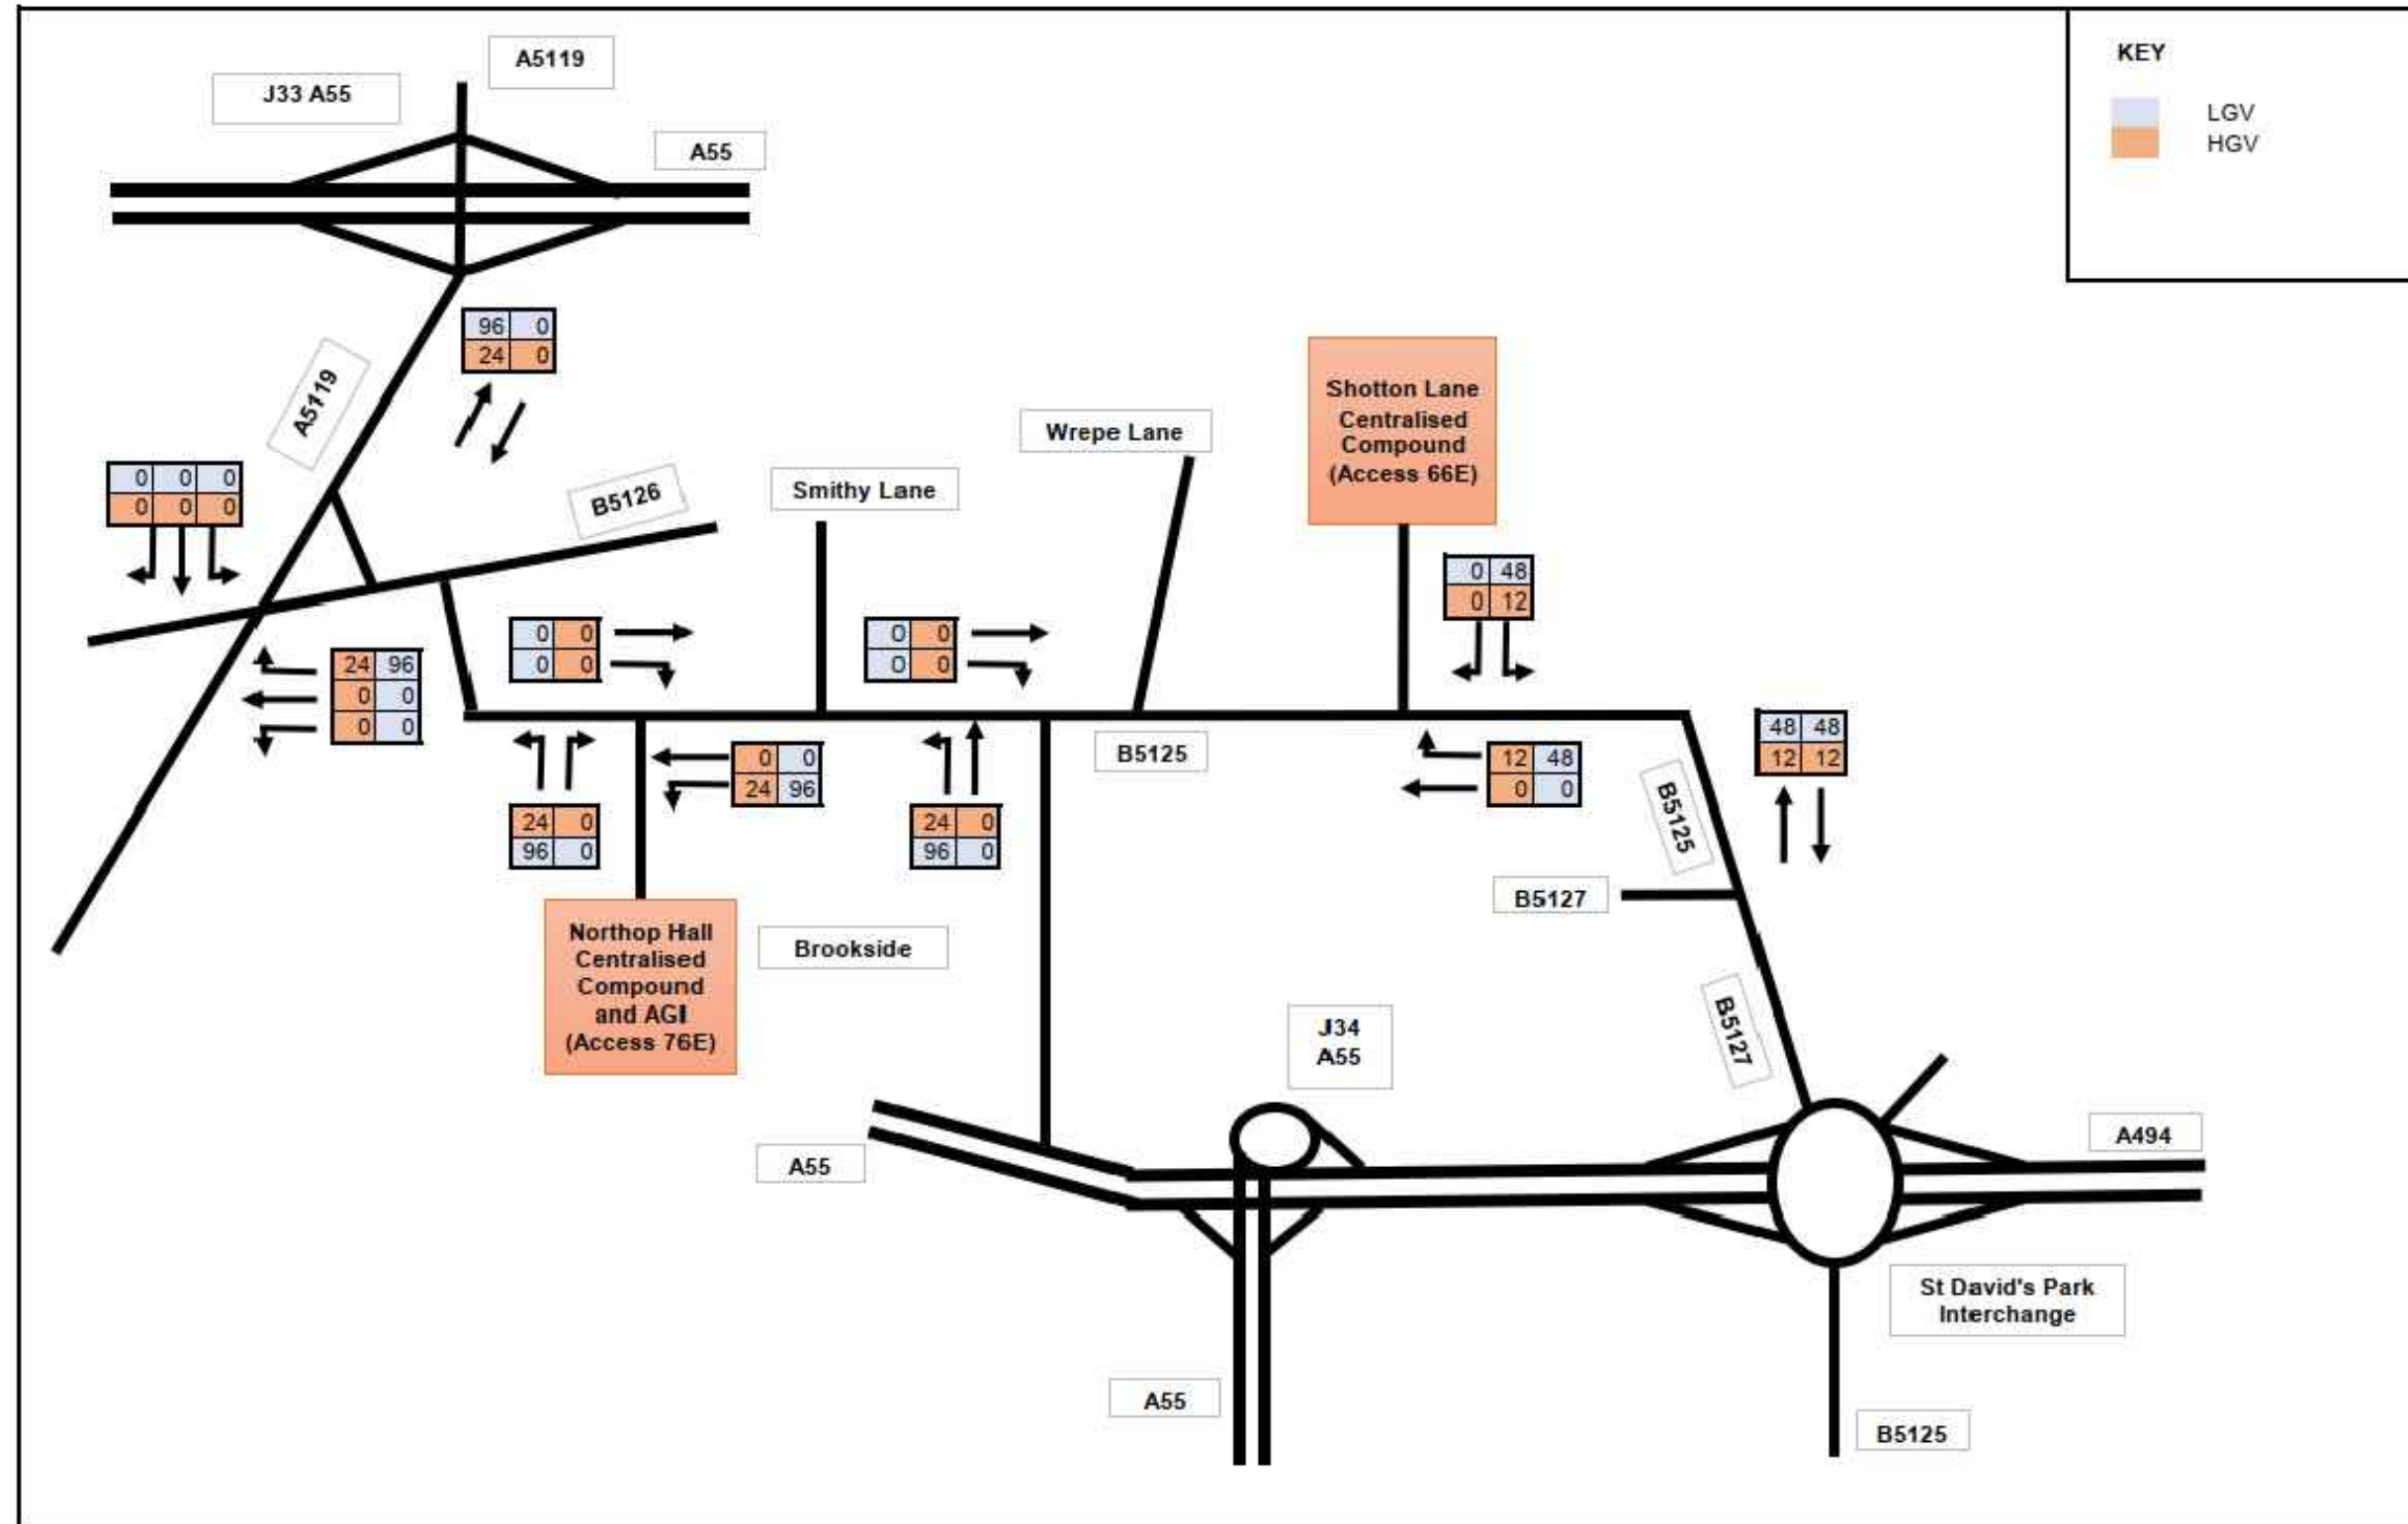 A5119
KEY
J33 A55
LGV
HGV
A55
96 0
24 0
A5119
Shotton Lane
Centralised
Compound
(Access 66E)
Wrepe Lane
0 0 0
0 0 0
B5126
Smithy Lane
0 48
0 12
0 0
0 0
0 0
0 0
24 96
0 0
0 0
48 48
12 12
0 0
24 96
B5125
12 48
0 0
B5125
24 0
96 0
24 0
96 0
B5127
Northop Hall
Centralised
Compound
and AGI
(Access 76E)
Brookside
B5127
J34
A55
A494
A55
St David's Park
Interchange
A55
B5125